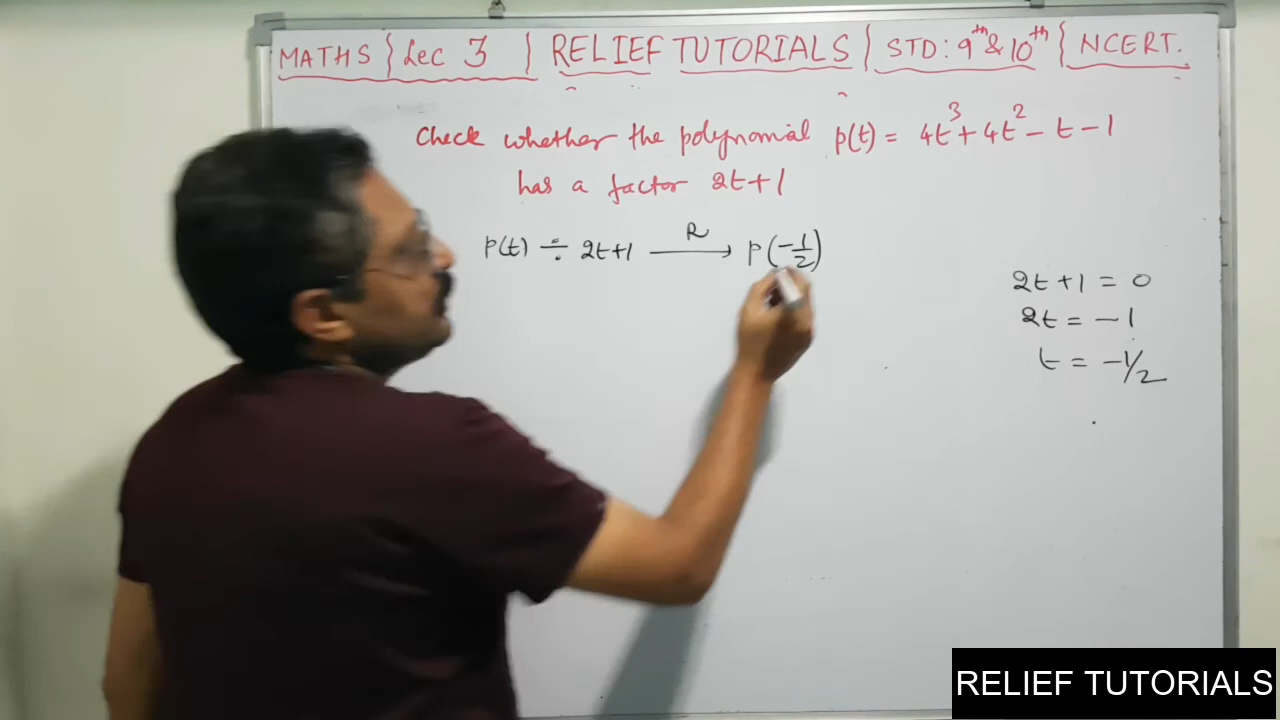 MATHS | Lec 3 | RELIEF TUTORIALS | STD: 9th & 10th | NCERT.
Check whether the polynomial p(t) = 4t³ + 4t² - t - 1
has a factor 2t+1
p(t) ÷ 2t+1 —R→ p(-1/2)
2t + 1 = 0
2t = -1
t = -1/2
RELIEF TUTORIALS